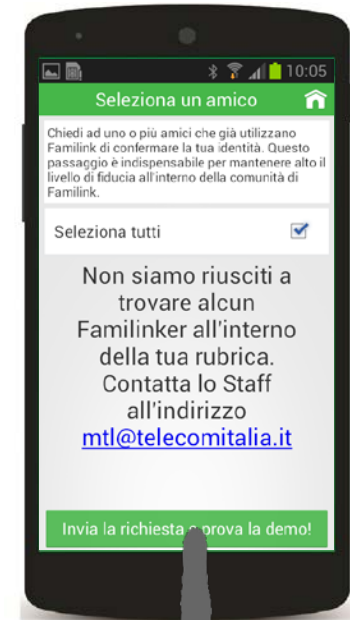 10:05
Seleziona un amico
Chiedi ad uno o più amici che già utilizzano
Familink di confermare la tua identità. Questo
passaggio è indispensabile per mantenere alto il
livello di fiducia all'interno della comunità di
Familink.
Seleziona tutti
Non siamo riusciti a
trovare alcun
Familinker all'interno
della tua rubrica.
Contatta lo Staff
all'indirizzo
mtl@telecomitalia.it
Invia la richiesta e prova la demo!